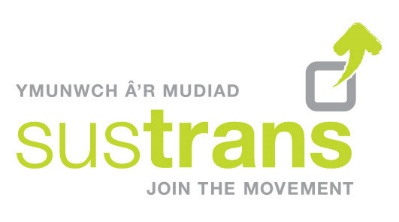 YMUNWCH Â'R MUDIAD
sustrans
JOIN THE MOVEMENT